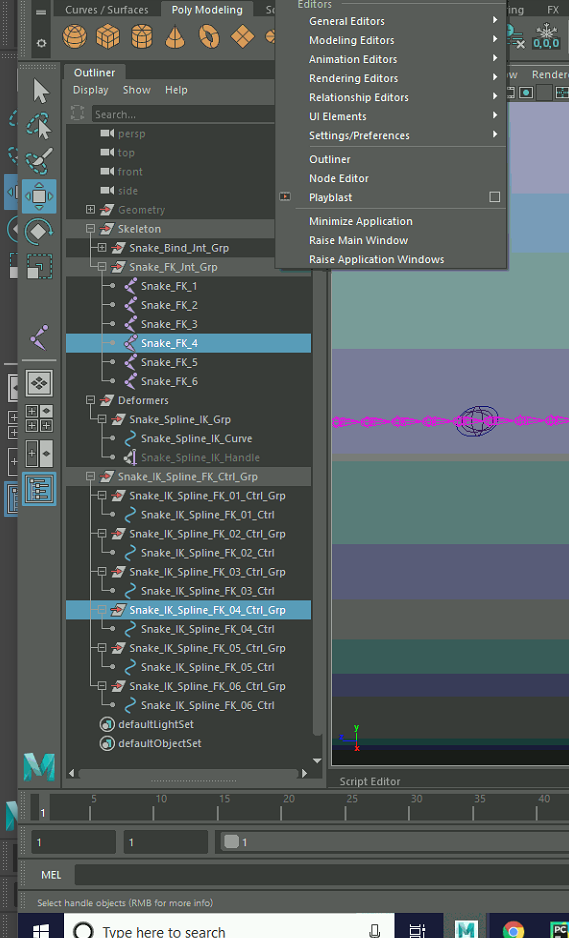 Curves / Surfaces
Poly Modeling
Editors
FX
General Editors
Modeling Editors
Animation Editors
Rendering Editors
Relationship Editors
UI Elements
Settings/Preferences
Outliner
Node Editor
Playblast
Minimize Application
Raise Main Window
Raise Application Windows
0,0,0
Outliner
Display Show Help
Search...
persp
top
front
side
Geometry
Skeleton
Snake_Bind_Jnt_Grp
Snake_FK_Jnt_Grp
Snake_FK_1
Snake_FK_2
Snake_FK_3
Snake_FK_4
Snake_FK_5
Snake_FK_6
Deformers
Snake_Spline_IK_Grp
Snake_Spline_IK_Curve
Snake_Spline_IK_Handle
Snake_IK_Spline_FK_Ctrl_Grp
Snake_IK_Spline_FK_01_Ctrl_Grp
Snake_IK_Spline_FK_01_Ctrl
Snake_IK_Spline_FK_02_Ctrl_Grp
Snake_IK_Spline_FK_02_Ctrl
Snake_IK_Spline_FK_03_Ctrl_Grp
Snake_IK_Spline_FK_03_Ctrl
Snake_IK_Spline_FK_04_Ctrl_Grp
Snake_IK_Spline_FK_04_Ctrl
Snake_IK_Spline_FK_05_Ctrl_Grp
Snake_IK_Spline_FK_05_Ctrl
Snake_IK_Spline_FK_06_Ctrl_Grp
Snake_IK_Spline_FK_06_Ctrl
defaultLightSet
defaultObjectSet
y
x
Script Editor
1 5 10 15 20 25 30 35 40
1 1 1
MEL
Select handle objects (RMB for more info)
Type here to search
PC